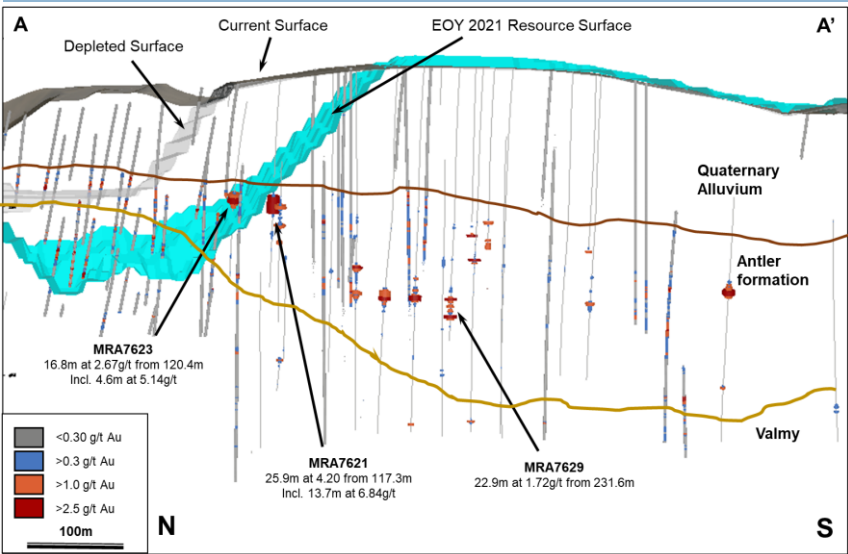 A
A'
Current Surface
EOY 2021 Resource Surface
Depleted Surface
Quaternary
Alluvium
Antler
formation
MRA7623
16.8m at 2.67g/t from 120.4m
Incl. 4.6m at 5.14g/t
Valmy
MRA7621
25.9m at 4.20 from 117.3m
Incl. 13.7m at 6.84g/t
MRA7629
22.9m at 1.72g/t from 231.6m
<0.30 g/t Au
>0.3 g/t Au
>1.0 g/t Au
>2.5 g/t Au
100m
N
S